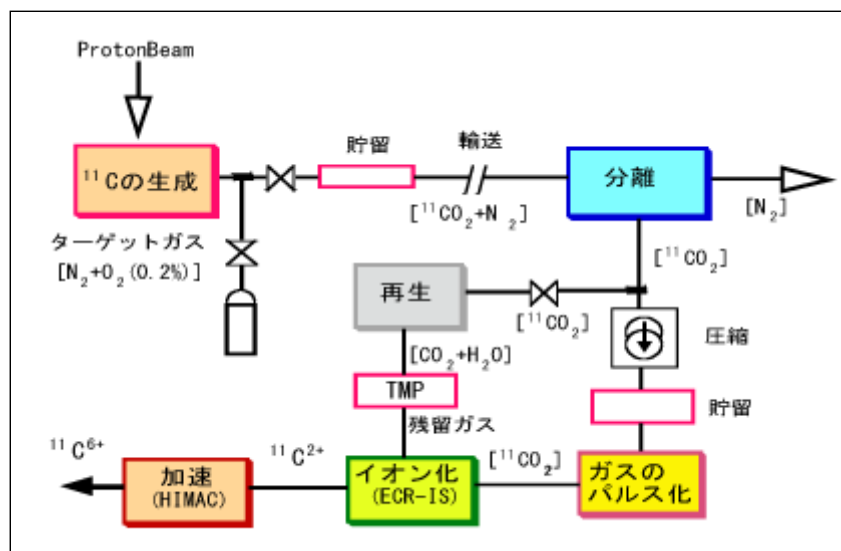 ProtonBeam
¹¹Cの生成
貯留
輸送
分離
[¹¹CO₂+N₂]
[N₂]
ターゲットガス
[N₂+O₂(0.2%)]
[¹¹CO₂]
再生
[¹¹CO₂]
圧縮
[CO₂+H₂O]
TMP
貯留
残留ガス
¹¹C⁶⁺
加速
(HIMAC)
¹¹C²⁺
イオン化
(ECR-IS)
[¹¹CO₂]
ガスの
パルス化